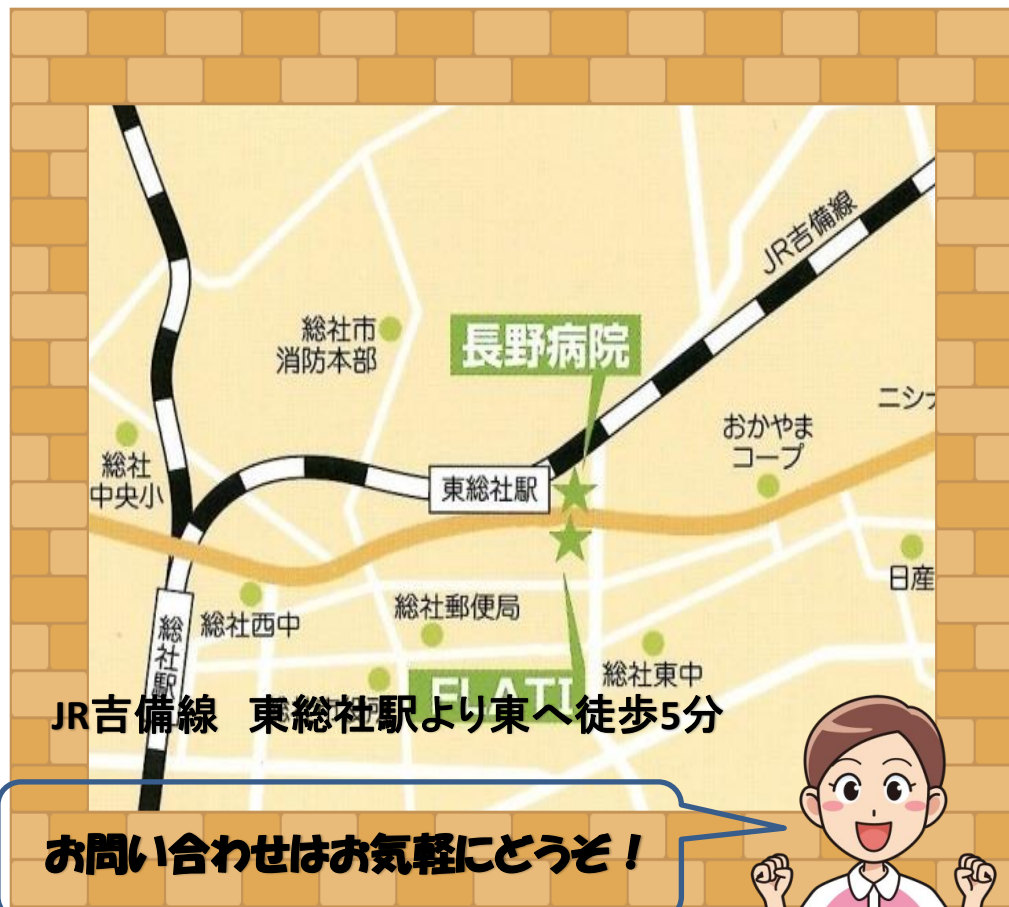 JR吉備線
総社市
消防本部
長野病院
ニシナ
おかやま
コープ
総社
中央小
東総社駅
日産
総社郵便局
総社西中
総社駅
総社東中
FLATI
JR吉備線 東総社駅より東へ徒歩5分
お問い合わせはお気軽にどうぞ!